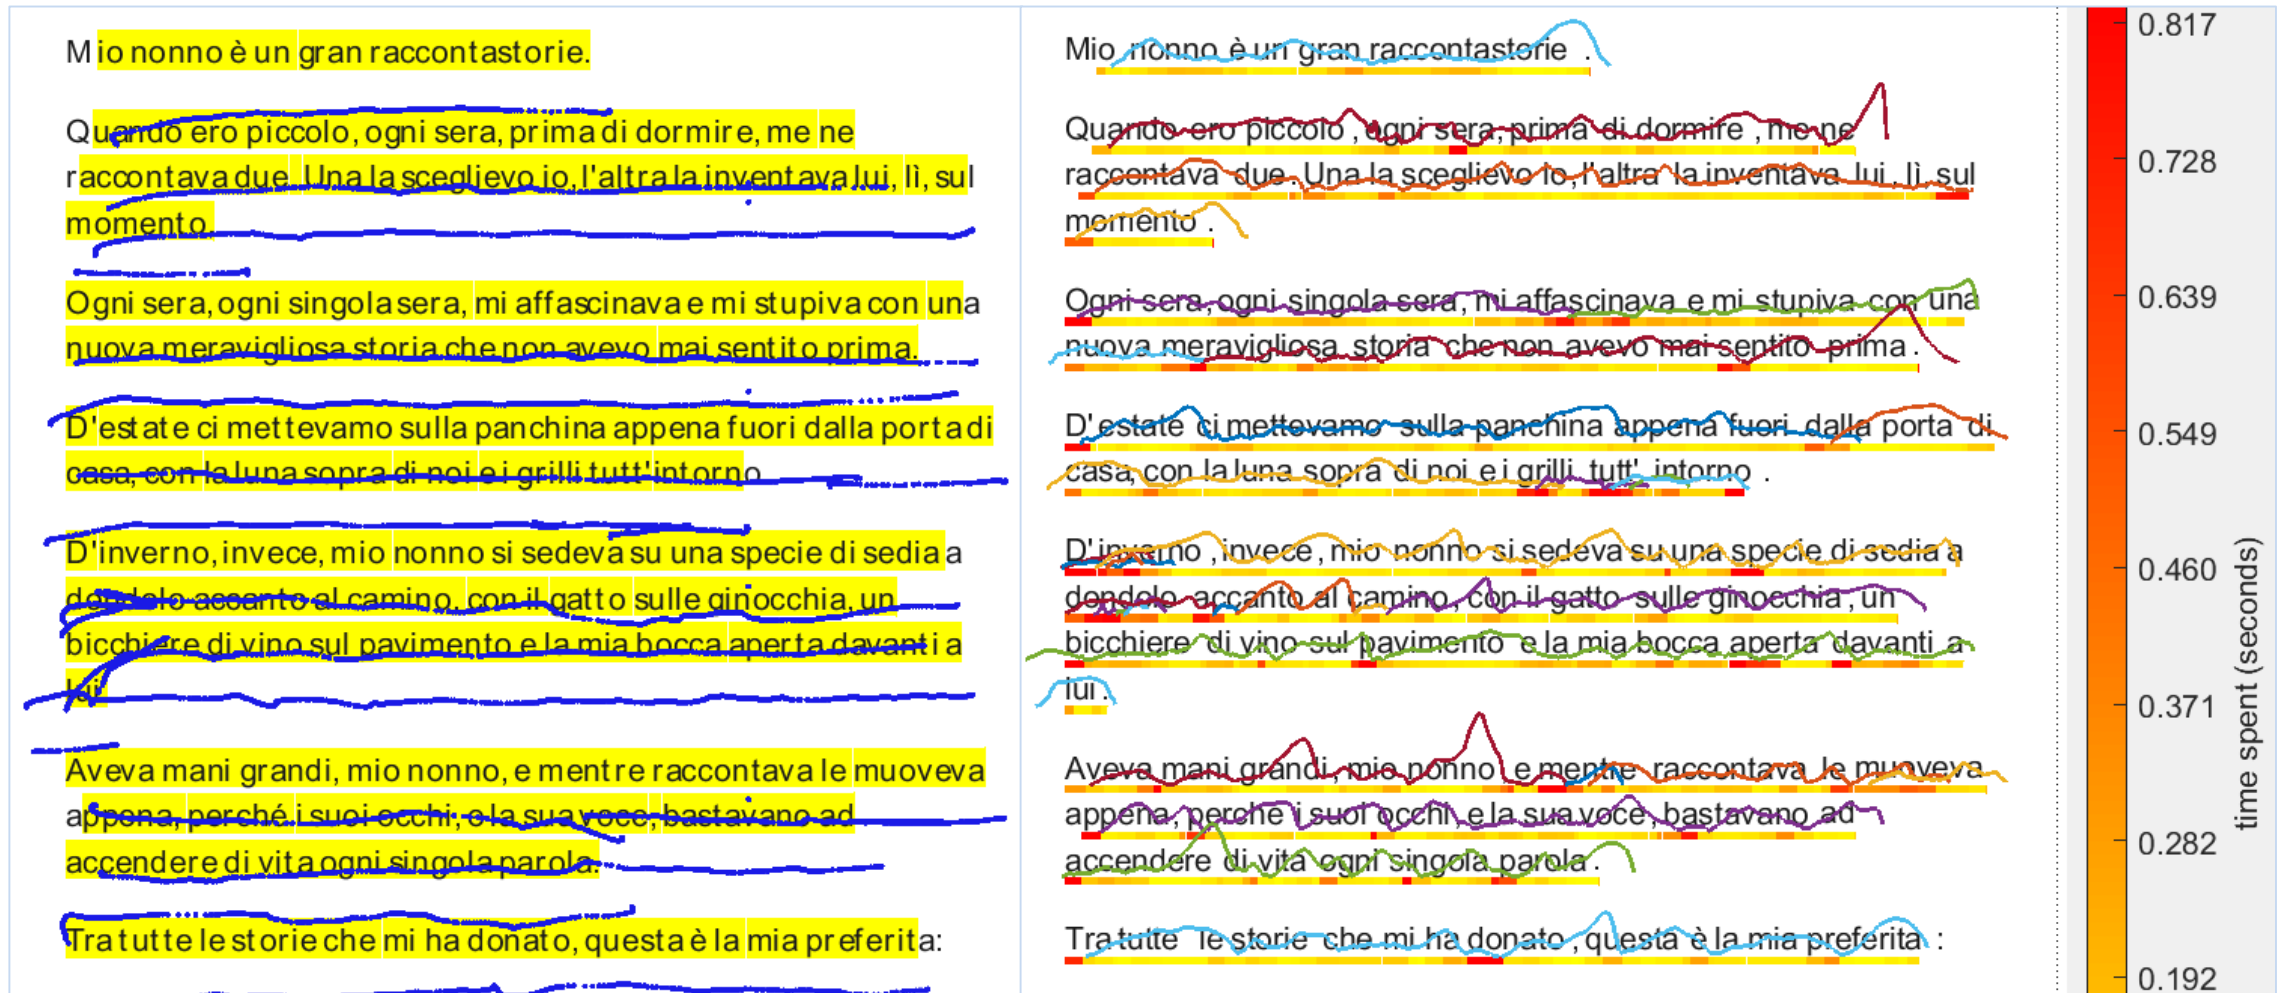 Mio nonno è un gran raccontastorie.
Quando ero piccolo, ogni sera, prima di dormire, me ne
raccontava due. Una la sceglievo io, l'altra la inventava lui, lì, sul
momento.
Ogni sera, ogni singola sera, mi affascinava e mi stupiva con una
nuova meravigliosa storia che non avevo mai sentito prima.
D'estate ci mettevamo sulla panchina appena fuori dalla porta di
casa, con la luna sopra di noi e i grilli tutt'intorno
D'inverno, invece, mio nonno si sedeva su una specie di sedia a
dondolo accanto al camino, con il gatto sulle ginocchia, un
bicchiere di vino sul pavimento e la mia bocca aperta davanti a
lui.
Aveva mani grandi, mio nonno, e mentre raccontava le muoveva
appena, perché i suoi occhi, e la sua voce, bastavano ad
accendere di vita ogni singola parola.
Tra tutte le storie che mi ha donato, questa è la mia preferita:
Mio nonno è un gran raccontastorie .
Quando ero piccolo , ogni sera, prima di dormire , me ne
raccontava due . Una la sceglievo io, l'altra la inventava lui, lì, sul
momento .
Ogni sera, ogni singola sera, mi affascinava e mi stupiva con una
nuova meravigliosa storia che non avevo mai sentito prima .
D'estate ci mettevamo sulla panchina appena fuori dalla porta di
casa, con la luna sopra di noi e i grilli tutt' intorno .
D'inverno , invece , mio nonno si sedeva su una specie di sedia a
dondolo accanto al camino, con il gatto sulle ginocchia , un
bicchiere di vino sul pavimento e la mia bocca aperta davanti a
lui .
Aveva mani grandi, mio nonno , e mentre raccontava le muoveva
appena, perché i suoi occhi, e la sua voce , bastavano ad
accendere di vita ogni singola parola .
Tra tutte le storie che mi ha donato , questa è la mia preferita :
0.817
0.728
0.639
0.549
0.460
0.371
0.282
0.192
time spent (seconds)